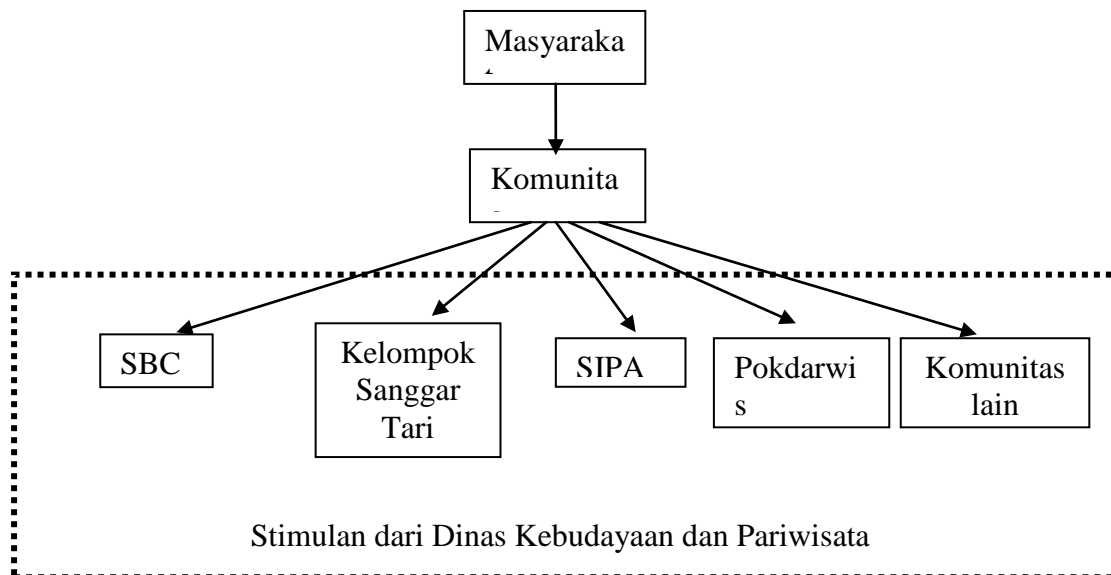 Masyaraka
Komunita
SBC
Kelompok
Sanggar
Tari
SIPA
Pokdarwi
s
Komunitas
lain
Stimulan dari Dinas Kebudayaan dan Pariwisata